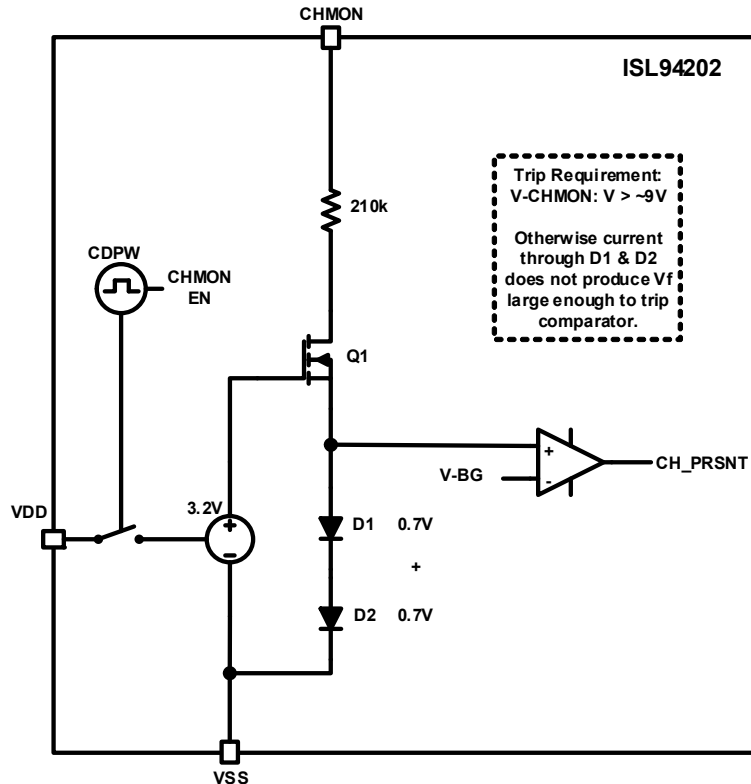 CHMON
ISL94202
Trip Requirement:
V-CHMON: V > ~9V
Otherwise current
through D1 & D2
does not produce Vf
large enough to trip
comparator.
210k
CDPW
CHMON
EN
Q1
V-BG
+
-
CH_PRSNT
VDD
3.2V
+
-
D1 0.7V
+
D2 0.7V
VSS